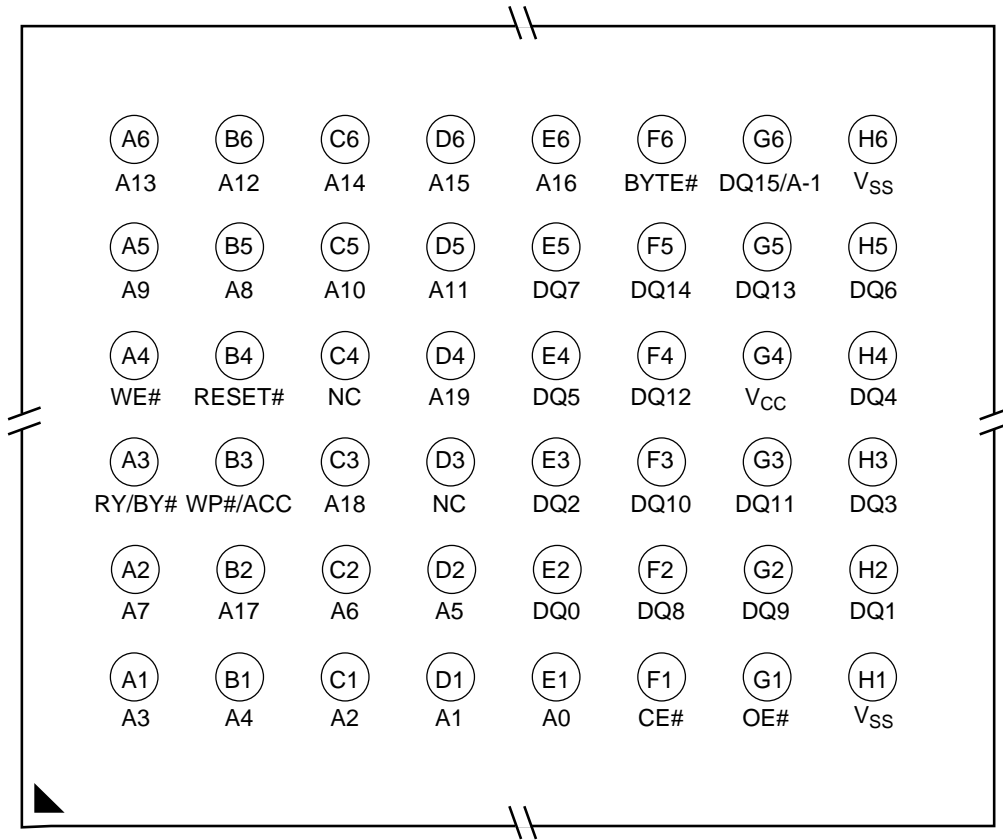 A6 B6 C6 D6 E6 F6 G6 H6
A13 A12 A14 A15 A16 BYTE# DQ15/A-1 VSS
A5 B5 C5 D5 E5 F5 G5 H5
A9 A8 A10 A11 DQ7 DQ14 DQ13 DQ6
A4 B4 C4 D4 E4 F4 G4 H4
WE# RESET# NC A19 DQ5 DQ12 VCC DQ4
A3 B3 C3 D3 E3 F3 G3 H3
RY/BY# WP#/ACC A18 NC DQ2 DQ10 DQ11 DQ3
A2 B2 C2 D2 E2 F2 G2 H2
A7 A17 A6 A5 DQ0 DQ8 DQ9 DQ1
A1 B1 C1 D1 E1 F1 G1 H1
A3 A4 A2 A1 A0 CE# OE# VSS